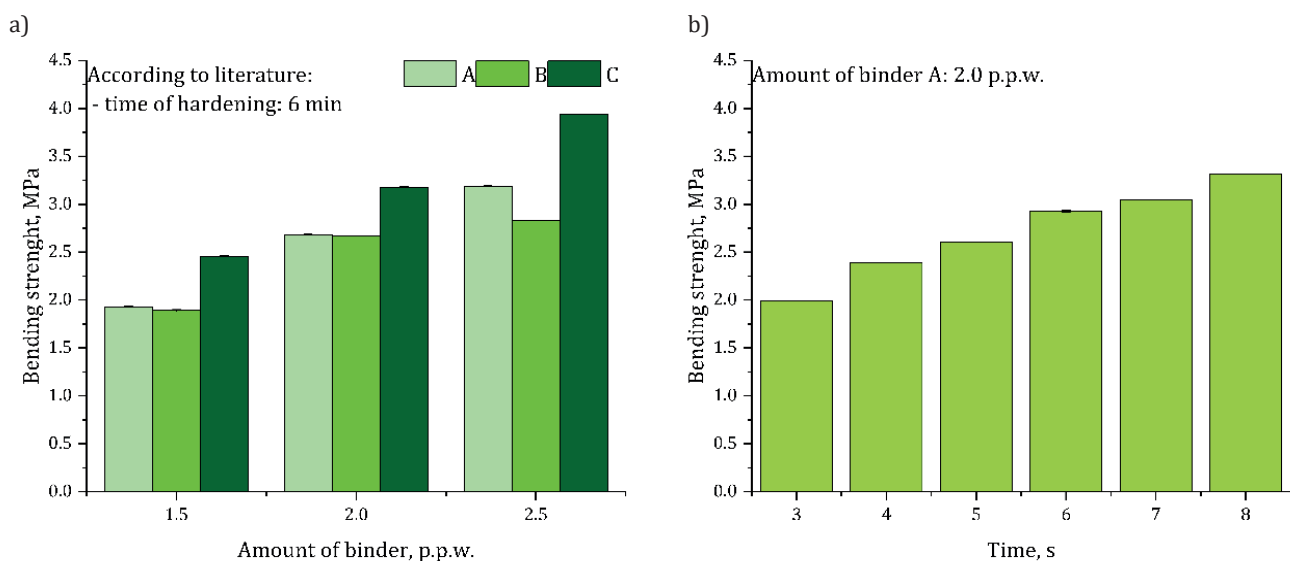 a)
4.5
4.0
3.5
3.0
2.5
2.0
1.5
1.0
0.5
0.0
Bending strenght, MPa
According to literature:
- time of hardening: 6 min
A B C
1.5 2.0 2.5
Amount of binder, p.p.w.
b)
4.5
4.0
3.5
3.0
2.5
2.0
1.5
1.0
0.5
0.0
Bending strenght, MPa
Amount of binder A: 2.0 p.p.w.
3 4 5 6 7 8
Time, s